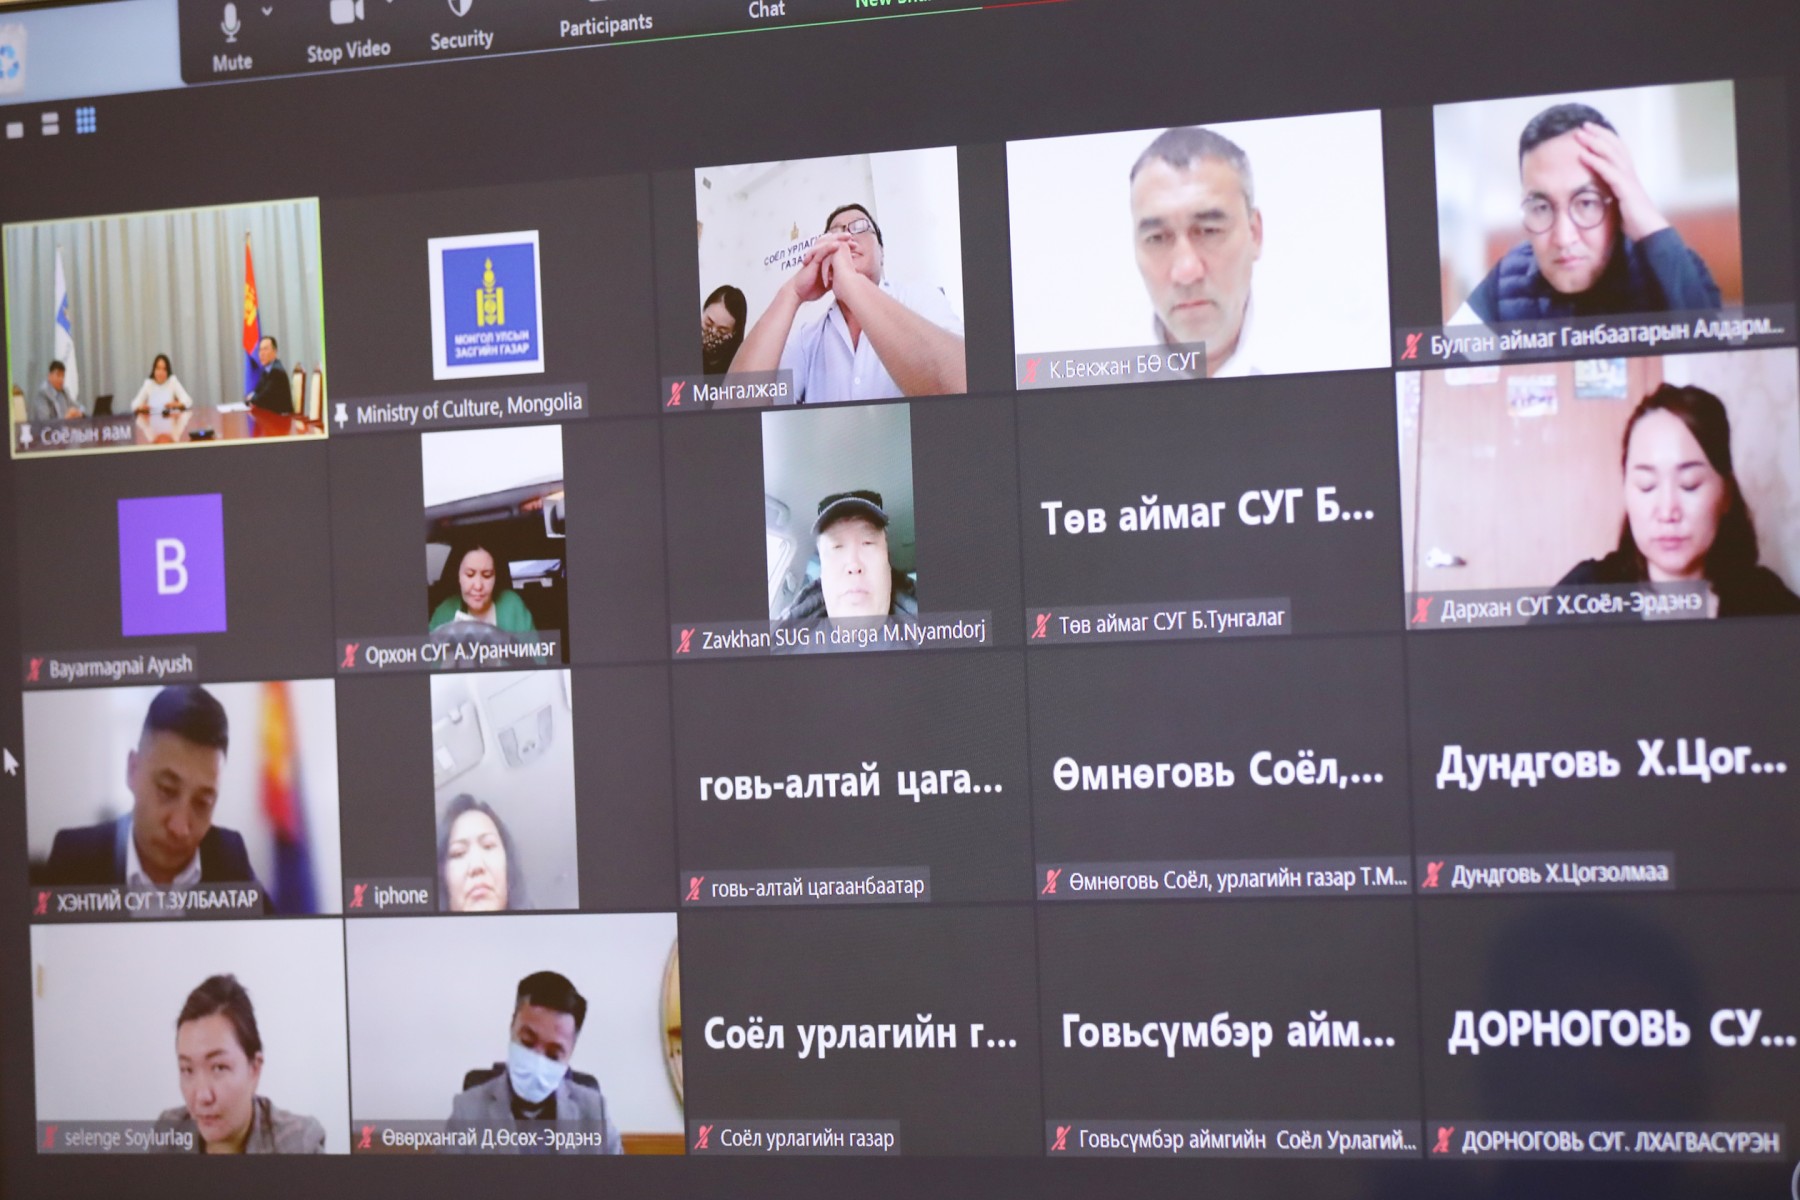 Mute
Stop Video
Security
Participants
Chat
СОЁЛ УРЛАГИ
ГАЗА
МОНГОЛ УЛСЫН
ЗАСГИЙН ГАЗАР
Соёлын яам
Ministry of Culture, Mongolia
Мангалжав
К.Бекжан БӨ СУГ
Булган аймаг Ганбаатарын Алдарм...
B
Bayarmagnai Ayush
Орхон СУГ А.Уранчимэг
Zavkhan SUG n darga M.Nyamdorj
Төв аймаг СУГ Б...
Төв аймаг СУГ Б.Тунгалаг
Дархан СУГ Х.Соёл-Эрдэнэ
ХЭНТИЙ СУГ Т.ЗУЛБААТАР
iphone
говь-алтай цага...
говь-алтай цагаанбаатар
Өмнөговь Соёл,...
Өмнөговь Соёл, урлагийн газар Т.М...
Дундговь Х.Цог...
Дундговь Х.Цогзолмаа
selenge Soylurlag
Өвөрхангай Д.Өсөх-Эрдэнэ
Соёл урлагийн г...
Соёл урлагийн газар
Говьсүмбэр айм...
Говьсүмбэр аймгийн Соёл Урлагий...
ДОРНОГОВЬ СУ...
ДОРНОГОВЬ СУГ. ЛХАГВАСҮРЭН